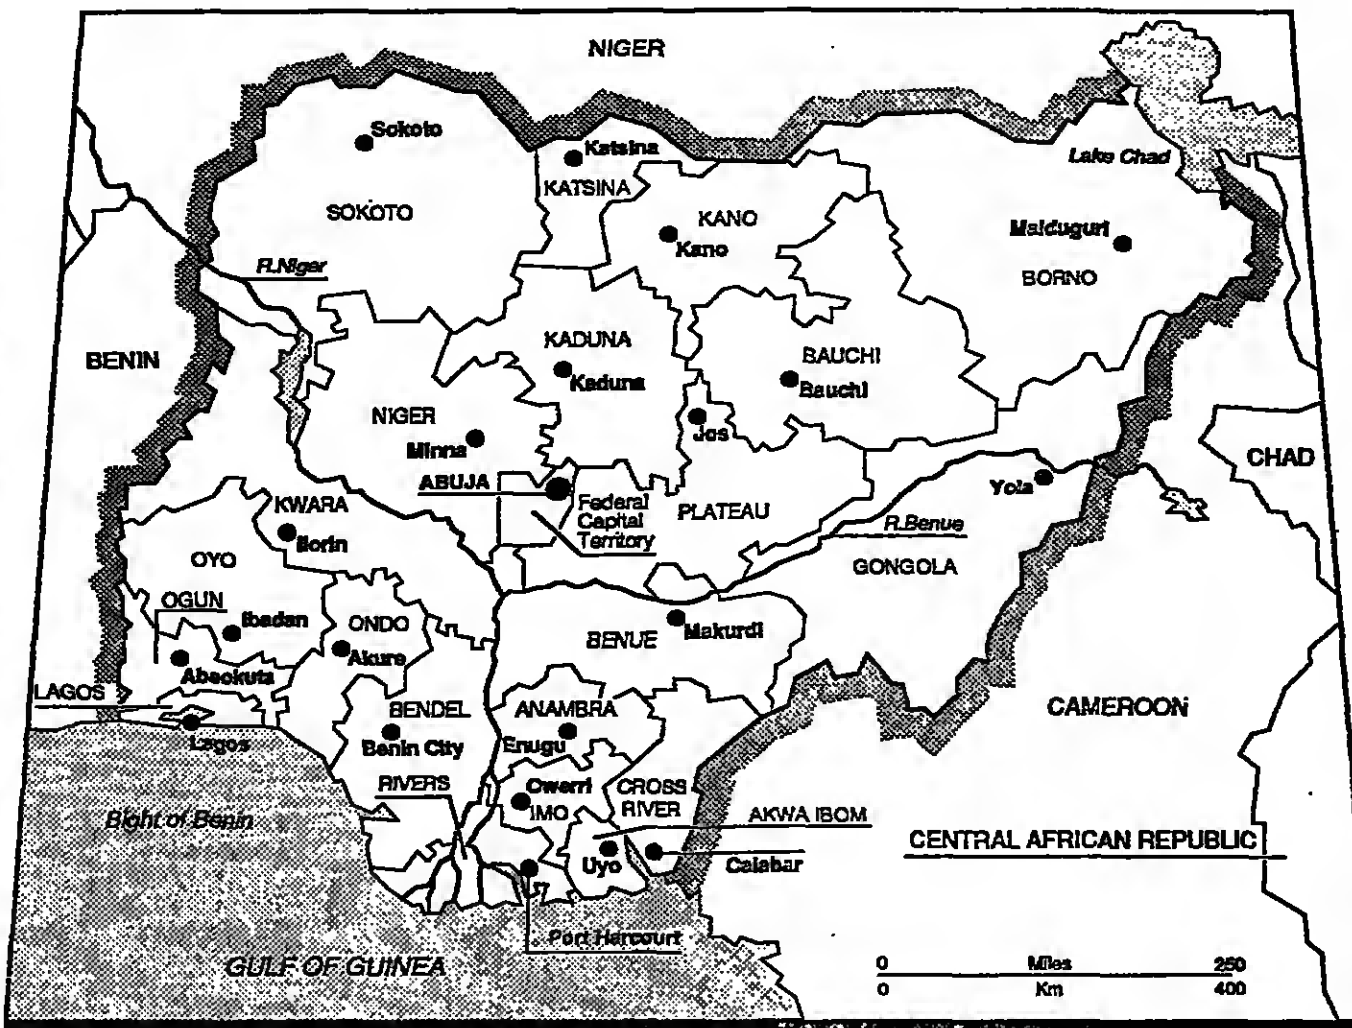 NIGER
Sokoto
Katsina
Lake Chad
KATSINA
SOKOTO
KANO
Kano
Maiduguri
BORNO
R.Niger
KADUNA
Kaduna
BAUCHI
Bauchi
BENIN
NIGER
Minna
Jos
CHAD
ABUJA
Federal
Capital
Territory
PLATEAU
Yola
R.Benue
GONGOLA
KWARA
Ilorin
OYO
OGUN
Ibadan
ONDO
Akure
BENUE
Makurdi
Abeokuta
LAGOS
Lagos
BENDEL
Benin City
ANAMBRA
Enugu
CAMEROON
RIVERS
Owerri
IMO
CROSS
RIVER
AKWA IBOM
Bight of Benin
Uyo
Calabar
CENTRAL AFRICAN REPUBLIC
Port Harcourt
GULF OF GUINEA
0 Miles 250
0 Km 400